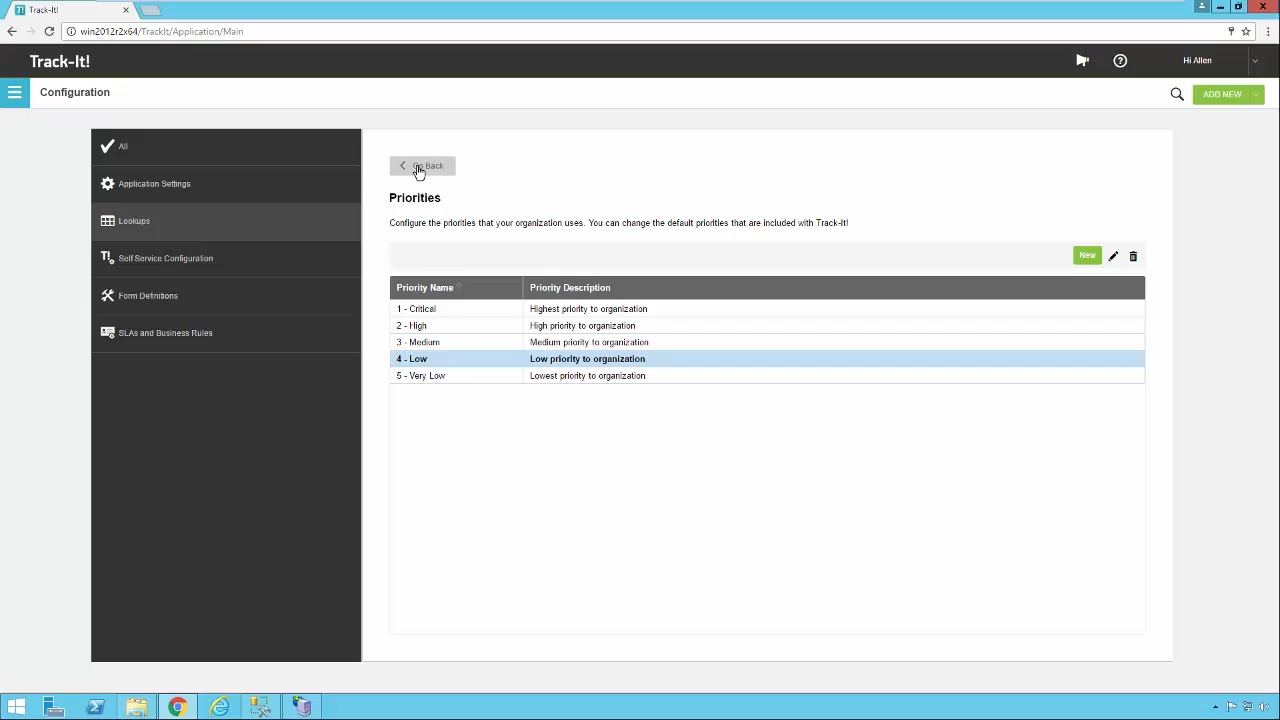 Track-It!
win2012r2x64/TrackIt/Application/Main
Track-It!
Hi Allen
Configuration
ADD NEW
All
Application Settings
Lookups
Self Service Configuration
Form Definitions
SLAs and Business Rules
Go Back
Priorities
Configure the priorities that your organization uses. You can change the default priorities that are included with Track-It!
New
Priority Name Priority Description
1 - Critical Highest priority to organization
2 - High High priority to organization
3 - Medium Medium priority to organization
4 - Low Low priority to organization
5 - Very Low Lowest priority to organization